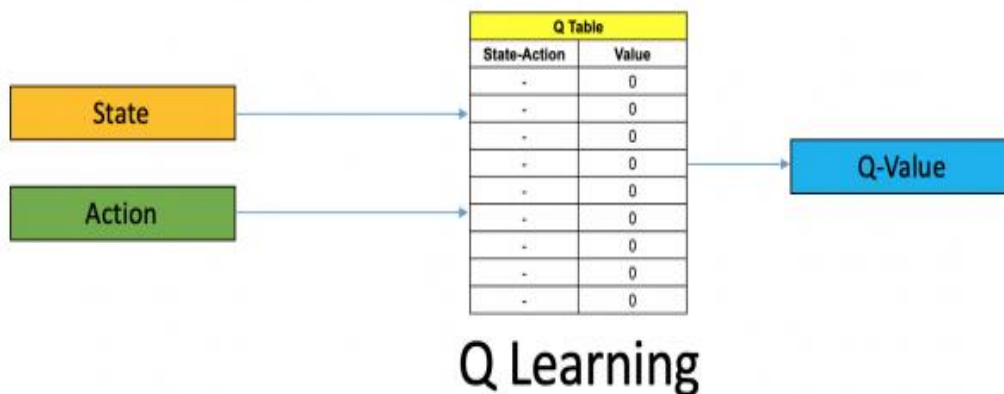 Q Table
State-Action Value
- 0
- 0
- 0
- 0
- 0
- 0
- 0
- 0
- 0
State
Action
Q-Value
Q Learning